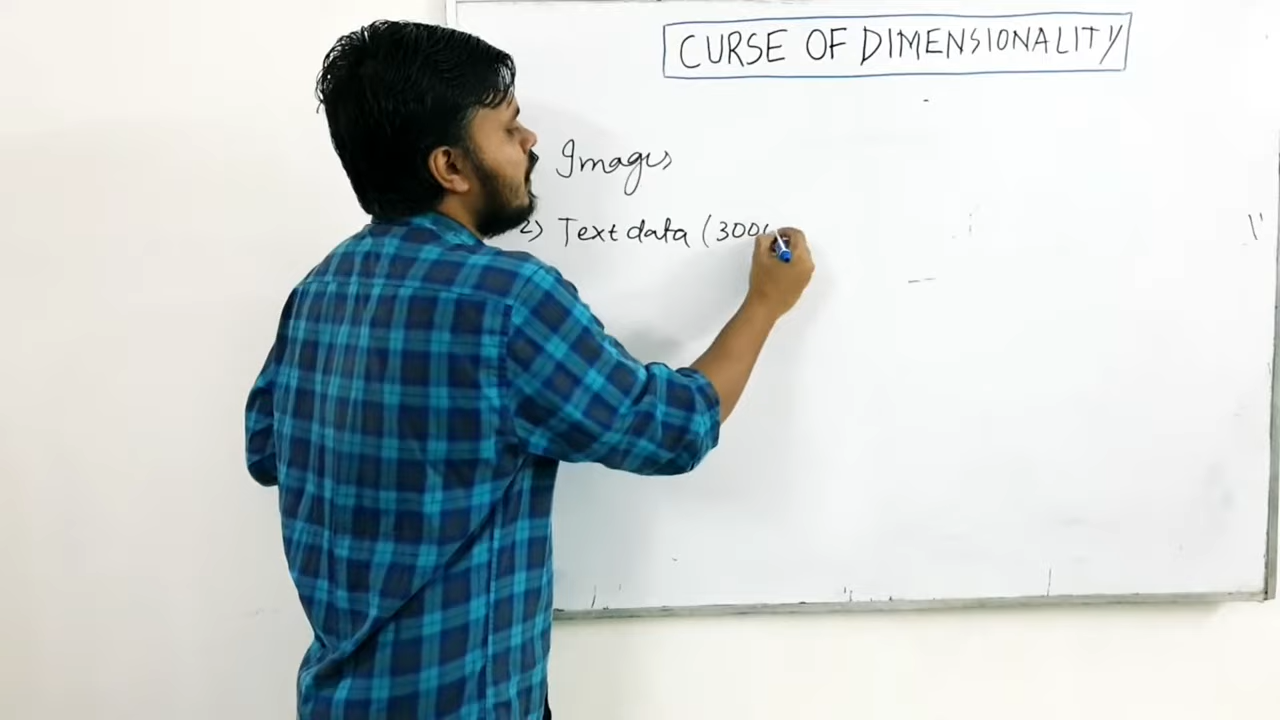 CURSE OF DIMENSIONALITY
Images
2) Text data (300